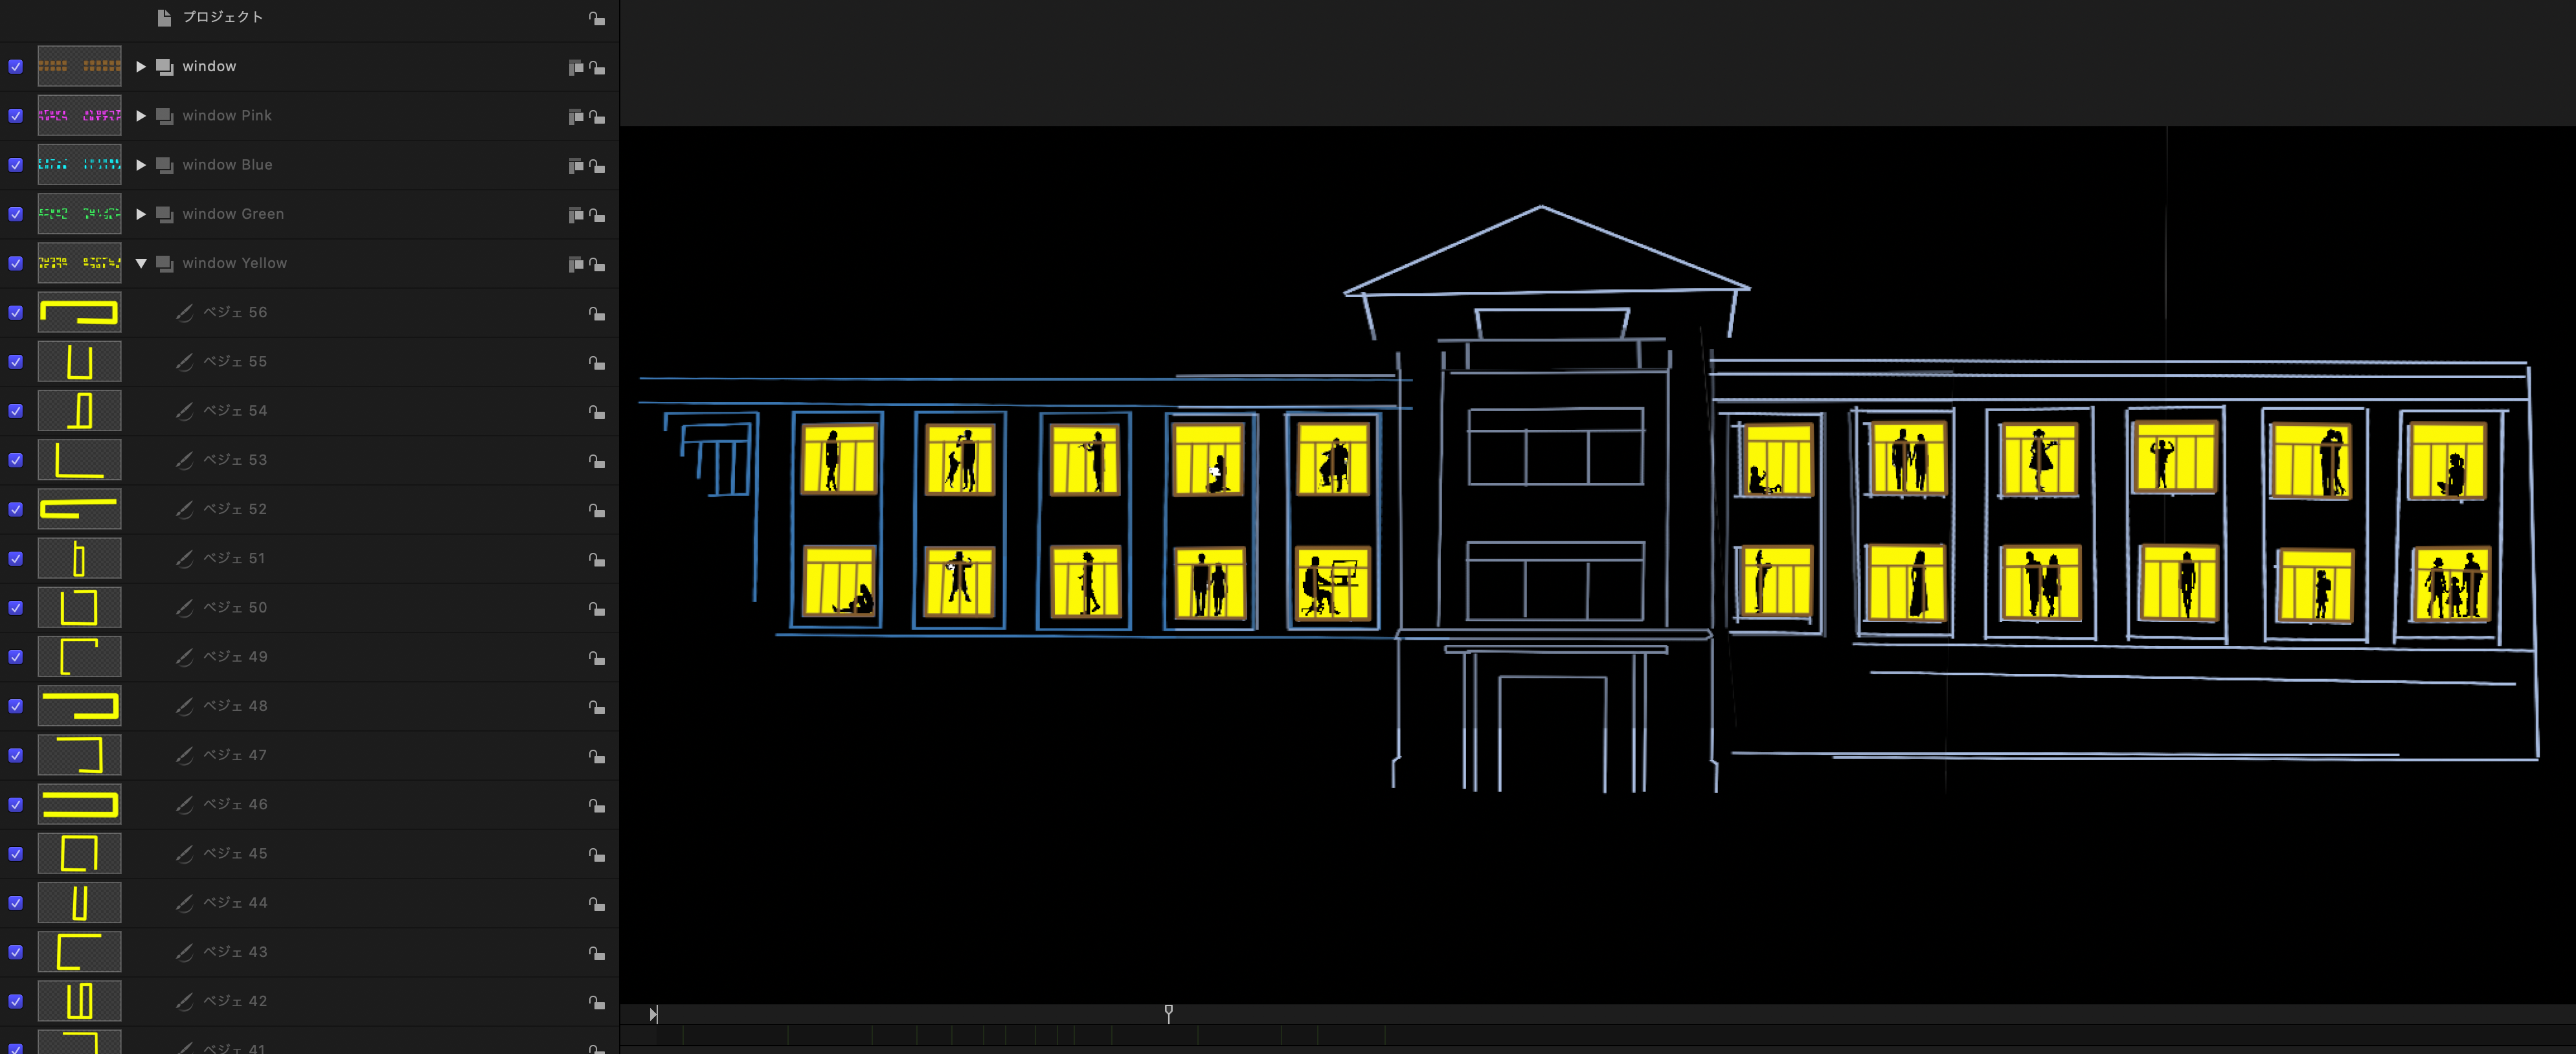 プロジェクト
window
window Pink
window Blue
window Green
window Yellow
ベジェ 56
ベジェ 55
ベジェ 54
ベジェ 53
ベジェ 52
ベジェ 51
ベジェ 50
ベジェ 49
ベジェ 48
ベジェ 47
ベジェ 46
ベジェ 45
ベジェ 44
ベジェ 43
ベジェ 42
ベジェ 41